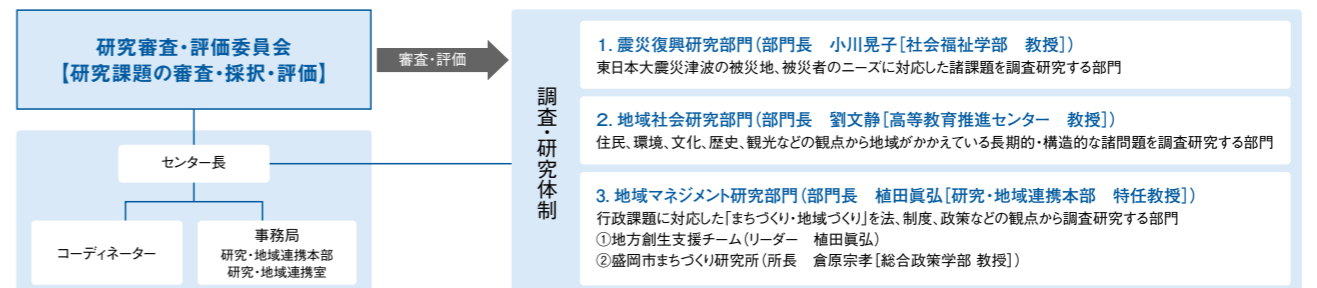 研究審査・評価委員会
【研究課題の審査・採択・評価】
審査・評価
センター長
コーディネーター
事務局
研究・地域連携本部
研究・地域連携室
調査・研究体制
1. 震災復興研究部門（部門長　小川晃子［社会福祉学部　教授］）
東日本大震災津波の被災地、被災者のニーズに対応した諸課題を調査研究する部門
2. 地域社会研究部門（部門長　劉文静［高等教育推進センター　教授］）
住民、環境、文化、歴史、観光などの観点から地域がかかえている長期的・構造的な諸問題を調査研究する部門
3. 地域マネジメント研究部門（部門長　植田眞弘［研究・地域連携本部　特任教授］）
行政課題に対応した「まちづくり・地域づくり」を法、制度、政策などの観点から調査研究する部門
①地方創生支援チーム（リーダー　植田眞弘）
②盛岡市まちづくり研究所（所長　倉原宗孝［総合政策学部 教授］）